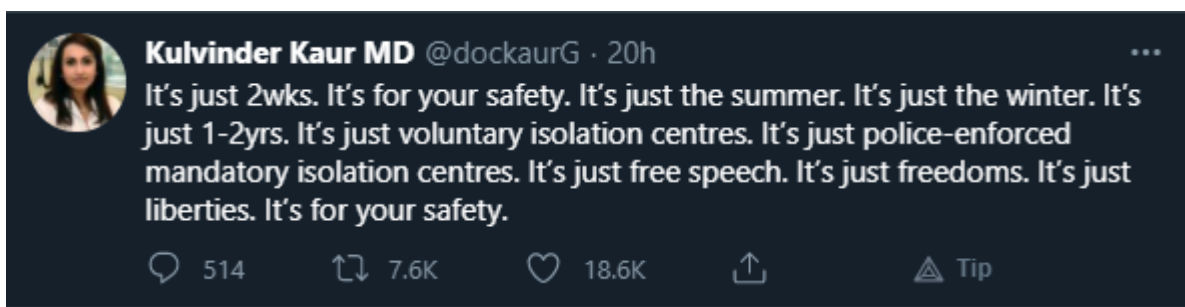 Kulvinder Kaur MD @dockaurG · 20h
It's just 2wks. It's for your safety. It's just the summer. It's just the winter. It's
just 1-2yrs. It's just voluntary isolation centres. It's just police-enforced
mandatory isolation centres. It's just free speech. It's just freedoms. It's just
liberties. It's for your safety.
514 7.6K 18.6K Tip